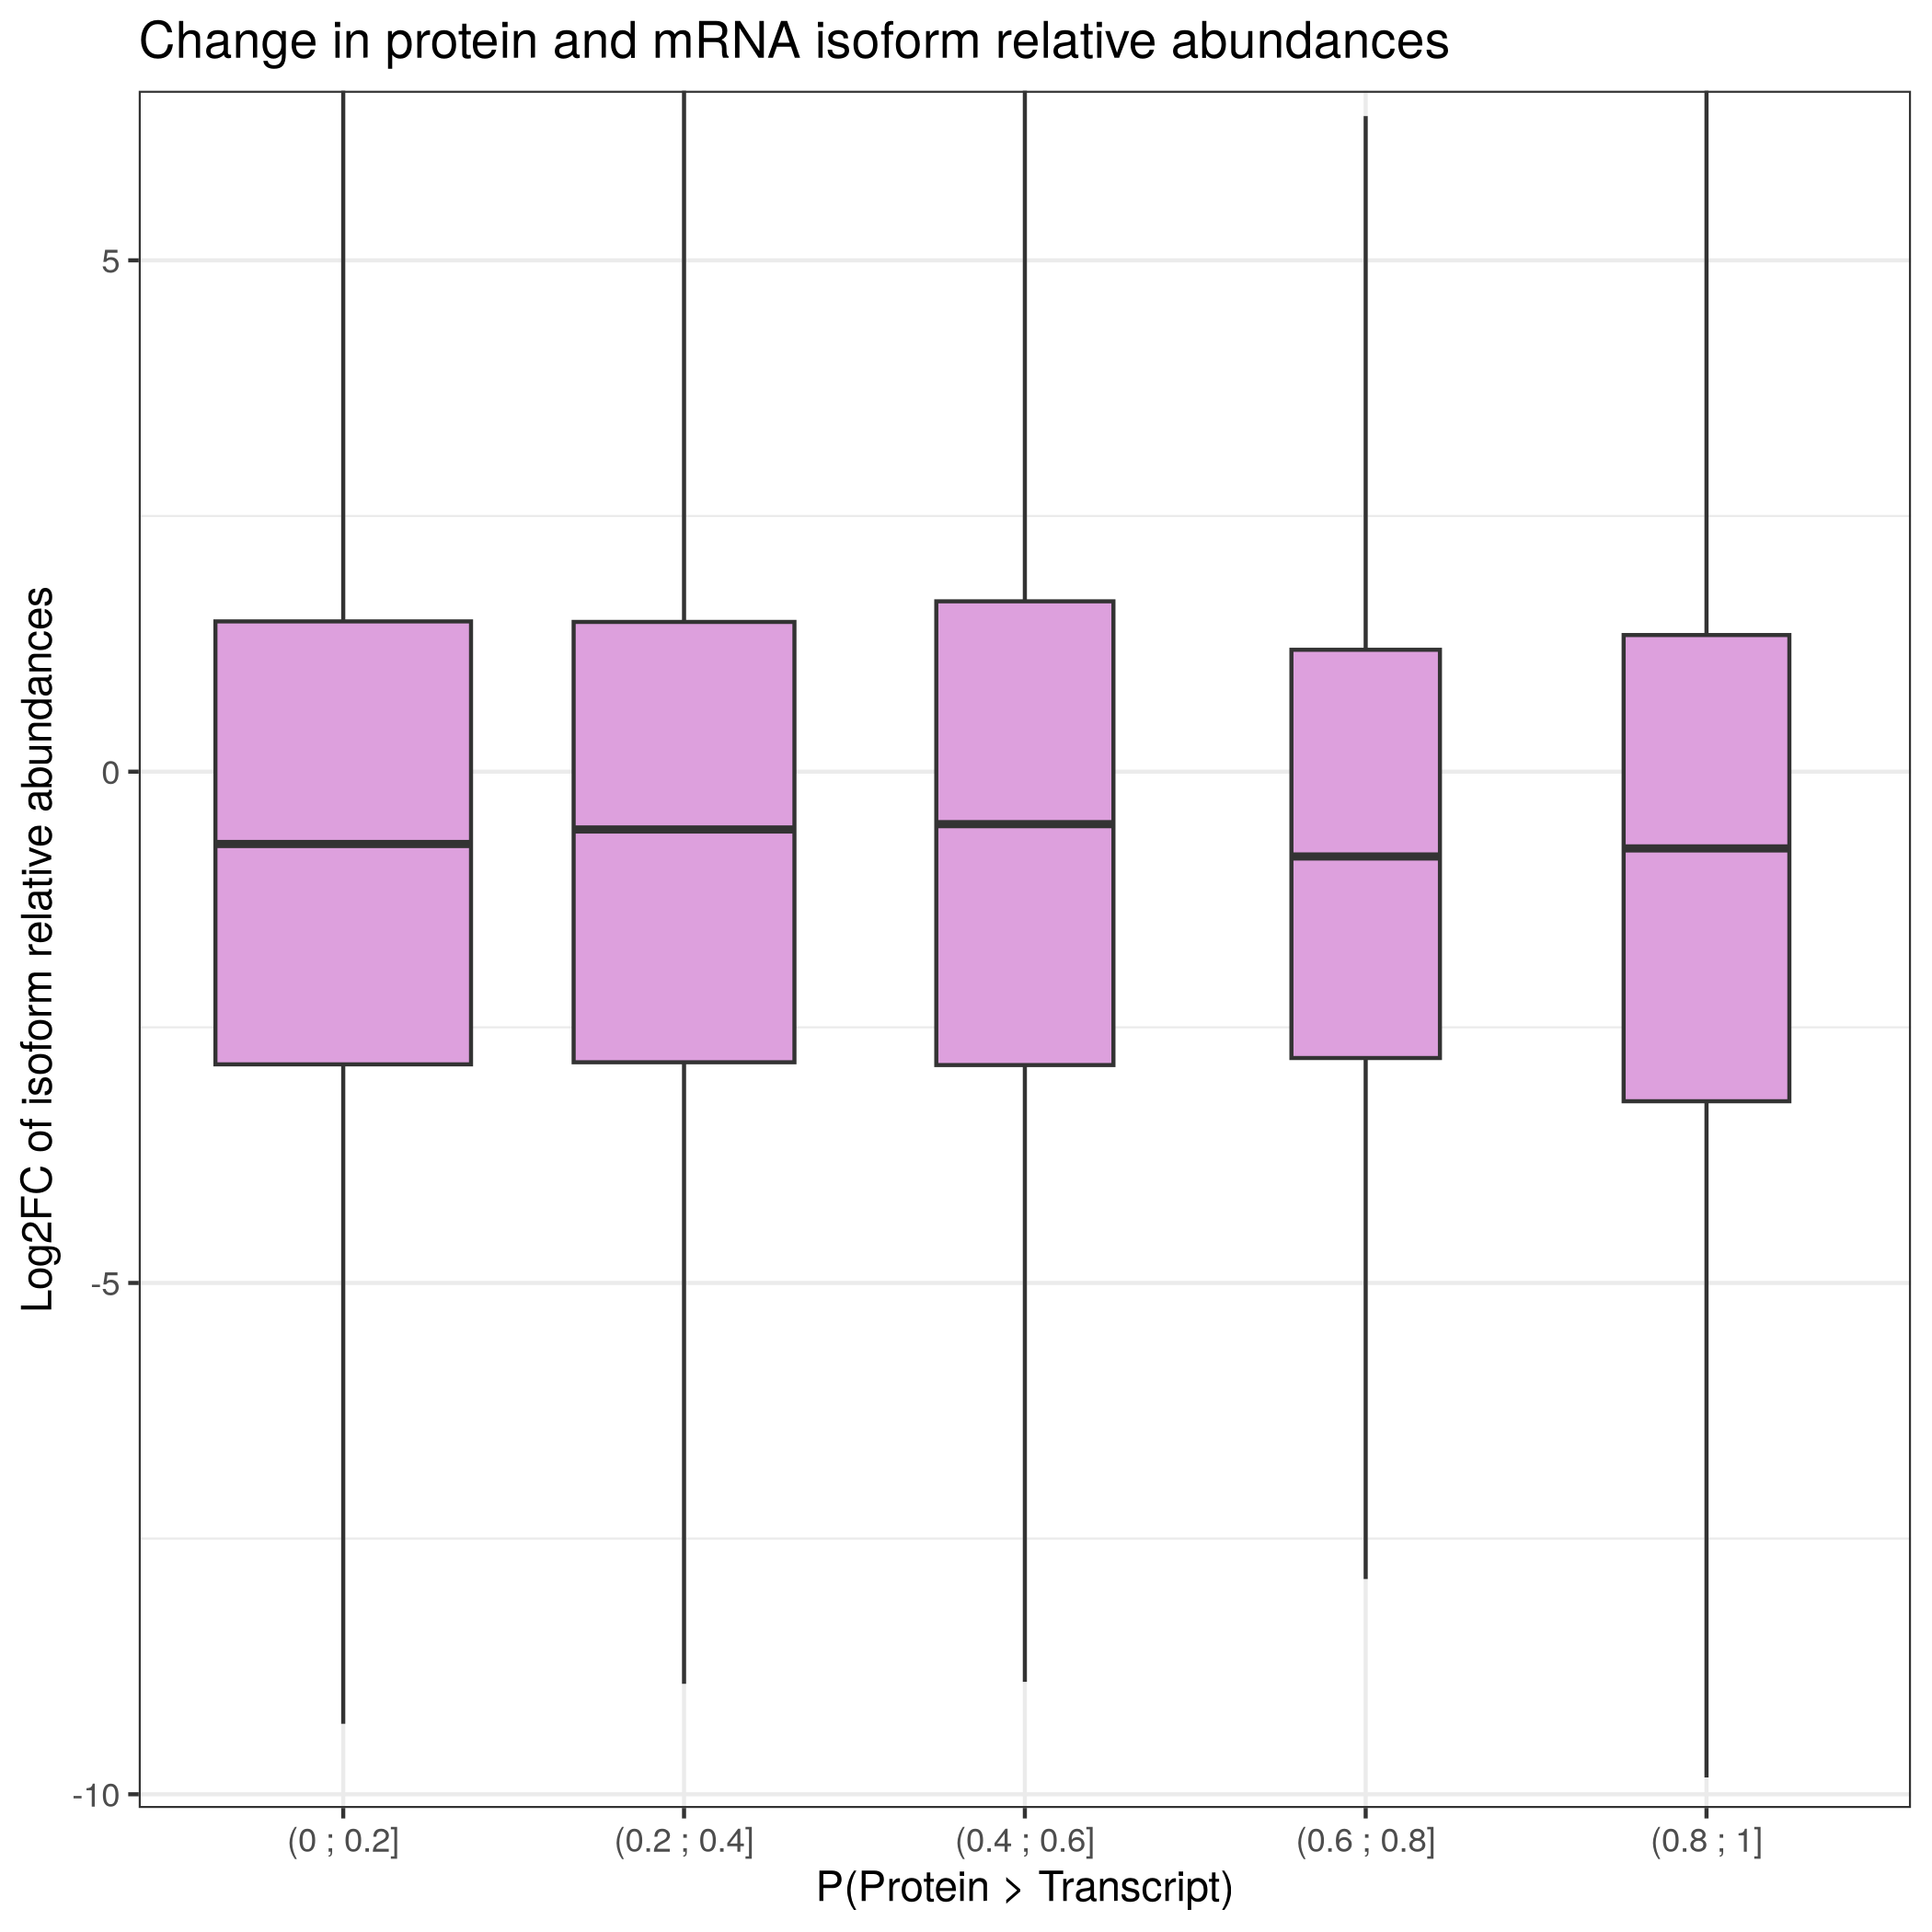 Change in protein and mRNA isoform relative abundances
Log2FC of isoform relative abundances
5
0
-5
-10
(0 ; 0.2]
(0.2 ; 0.4]
(0.4 ; 0.6]
(0.6 ; 0.8]
(0.8 ; 1]
P(Protein > Transcript)